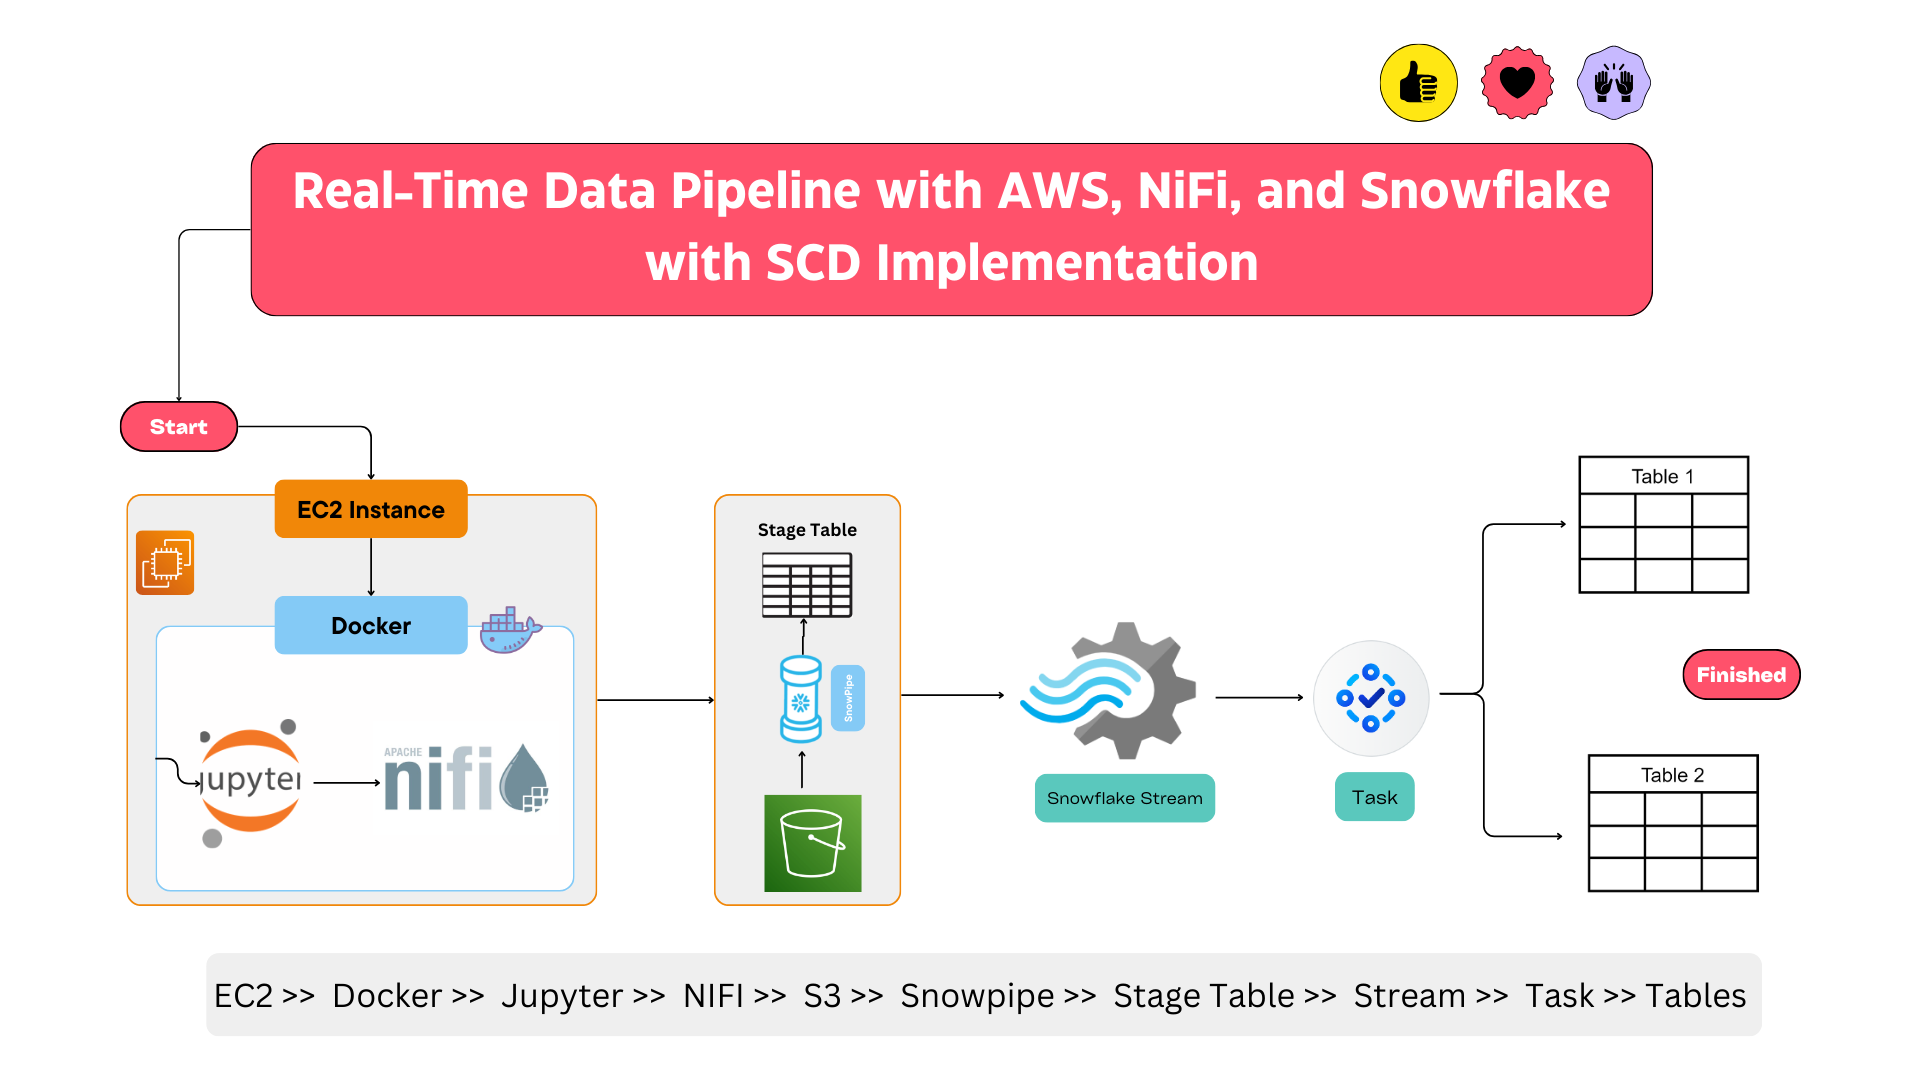 Real-Time Data Pipeline with AWS, NiFi, and Snowflake
with SCD Implementation
Start
EC2 Instance
Docker
jupyter
APACHE
nifi
Stage Table
SnowPipe
Snowflake Stream
Task
Table 1
Finished
Table 2
EC2 >> Docker >> Jupyter >> NIFI >> S3 >> Snowpipe >> Stage Table >> Stream >> Task >> Tables